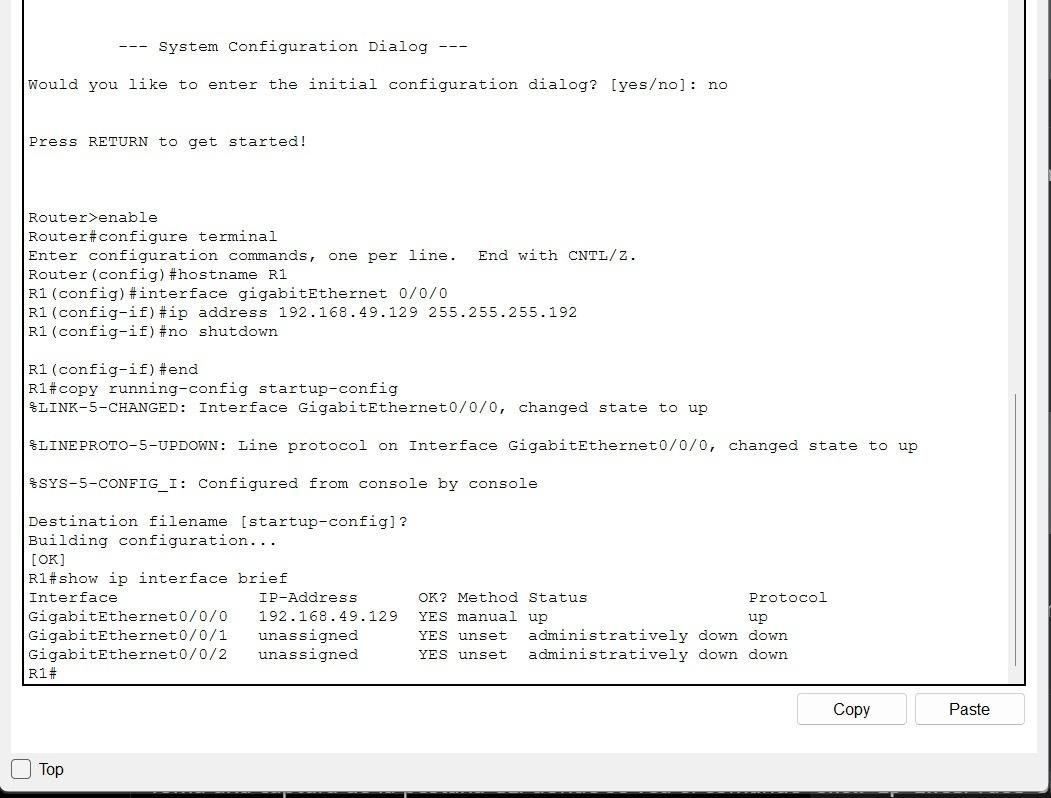 --- System Configuration Dialog ---
Would you like to enter the initial configuration dialog? [yes/no]: no
Press RETURN to get started!
Router>enable
Router#configure terminal
Enter configuration commands, one per line.  End with CNTL/Z.
Router(config)#hostname R1
R1(config)#interface gigabitEthernet 0/0/0
R1(config-if)#ip address 192.168.49.129 255.255.255.192
R1(config-if)#no shutdown
R1(config-if)#end
R1#copy running-config startup-config
%LINK-5-CHANGED: Interface GigabitEthernet0/0/0, changed state to up
%LINEPROTO-5-UPDOWN: Line protocol on Interface GigabitEthernet0/0/0, changed state to up
%SYS-5-CONFIG_I: Configured from console by console
Destination filename [startup-config]?
Building configuration...
[OK]
R1#show ip interface brief
Interface              IP-Address      OK? Method Status                Protocol
GigabitEthernet0/0/0   192.168.49.129  YES manual up                    up
GigabitEthernet0/0/1   unassigned      YES unset  administratively down down
GigabitEthernet0/0/2   unassigned      YES unset  administratively down down
R1#
Copy Paste
Top